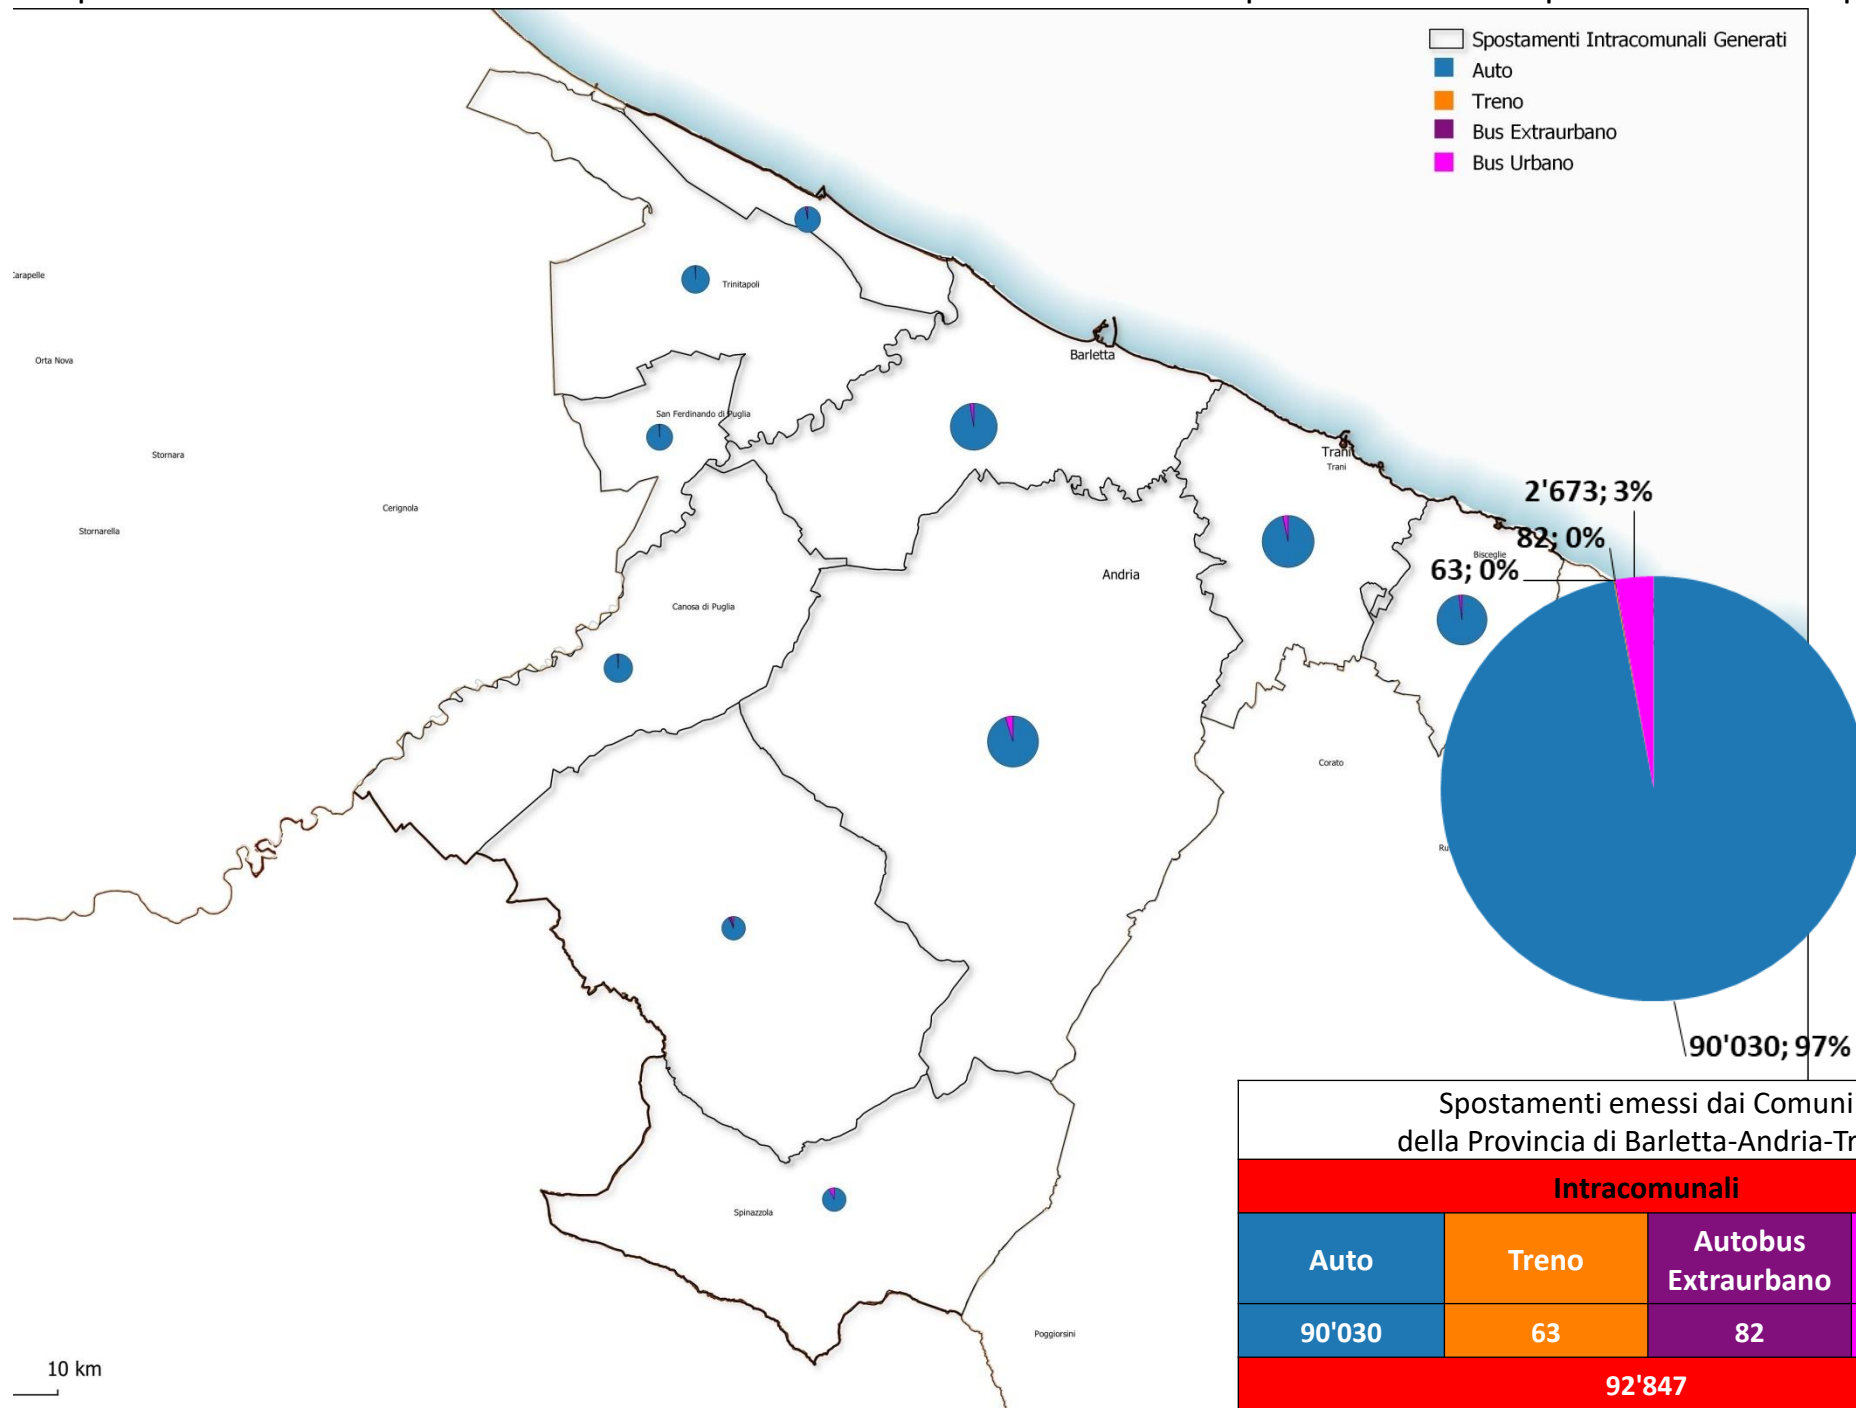 Spostamenti Intracomunali Generati
Auto
Treno
Bus Extraurbano
Bus Urbano
Carapelle
Trinitapoli
Orta Nova
Barletta
San Ferdinando di Puglia
Stornara
Trani
Trani
Cerignola
Stornarella
2'673; 3%
82; 0%
Bisceglie
63; 0%
Andria
Canosa di Puglia
Corato
Ru
90'030; 97%
Spinazzola
Poggiorsini
10 km
Spostamenti emessi dai Comuni
della Provincia di Barletta-Andria-Tr
Intracomunali
Auto
Treno
Autobus
Extraurbano
90'030
63
82
92'847